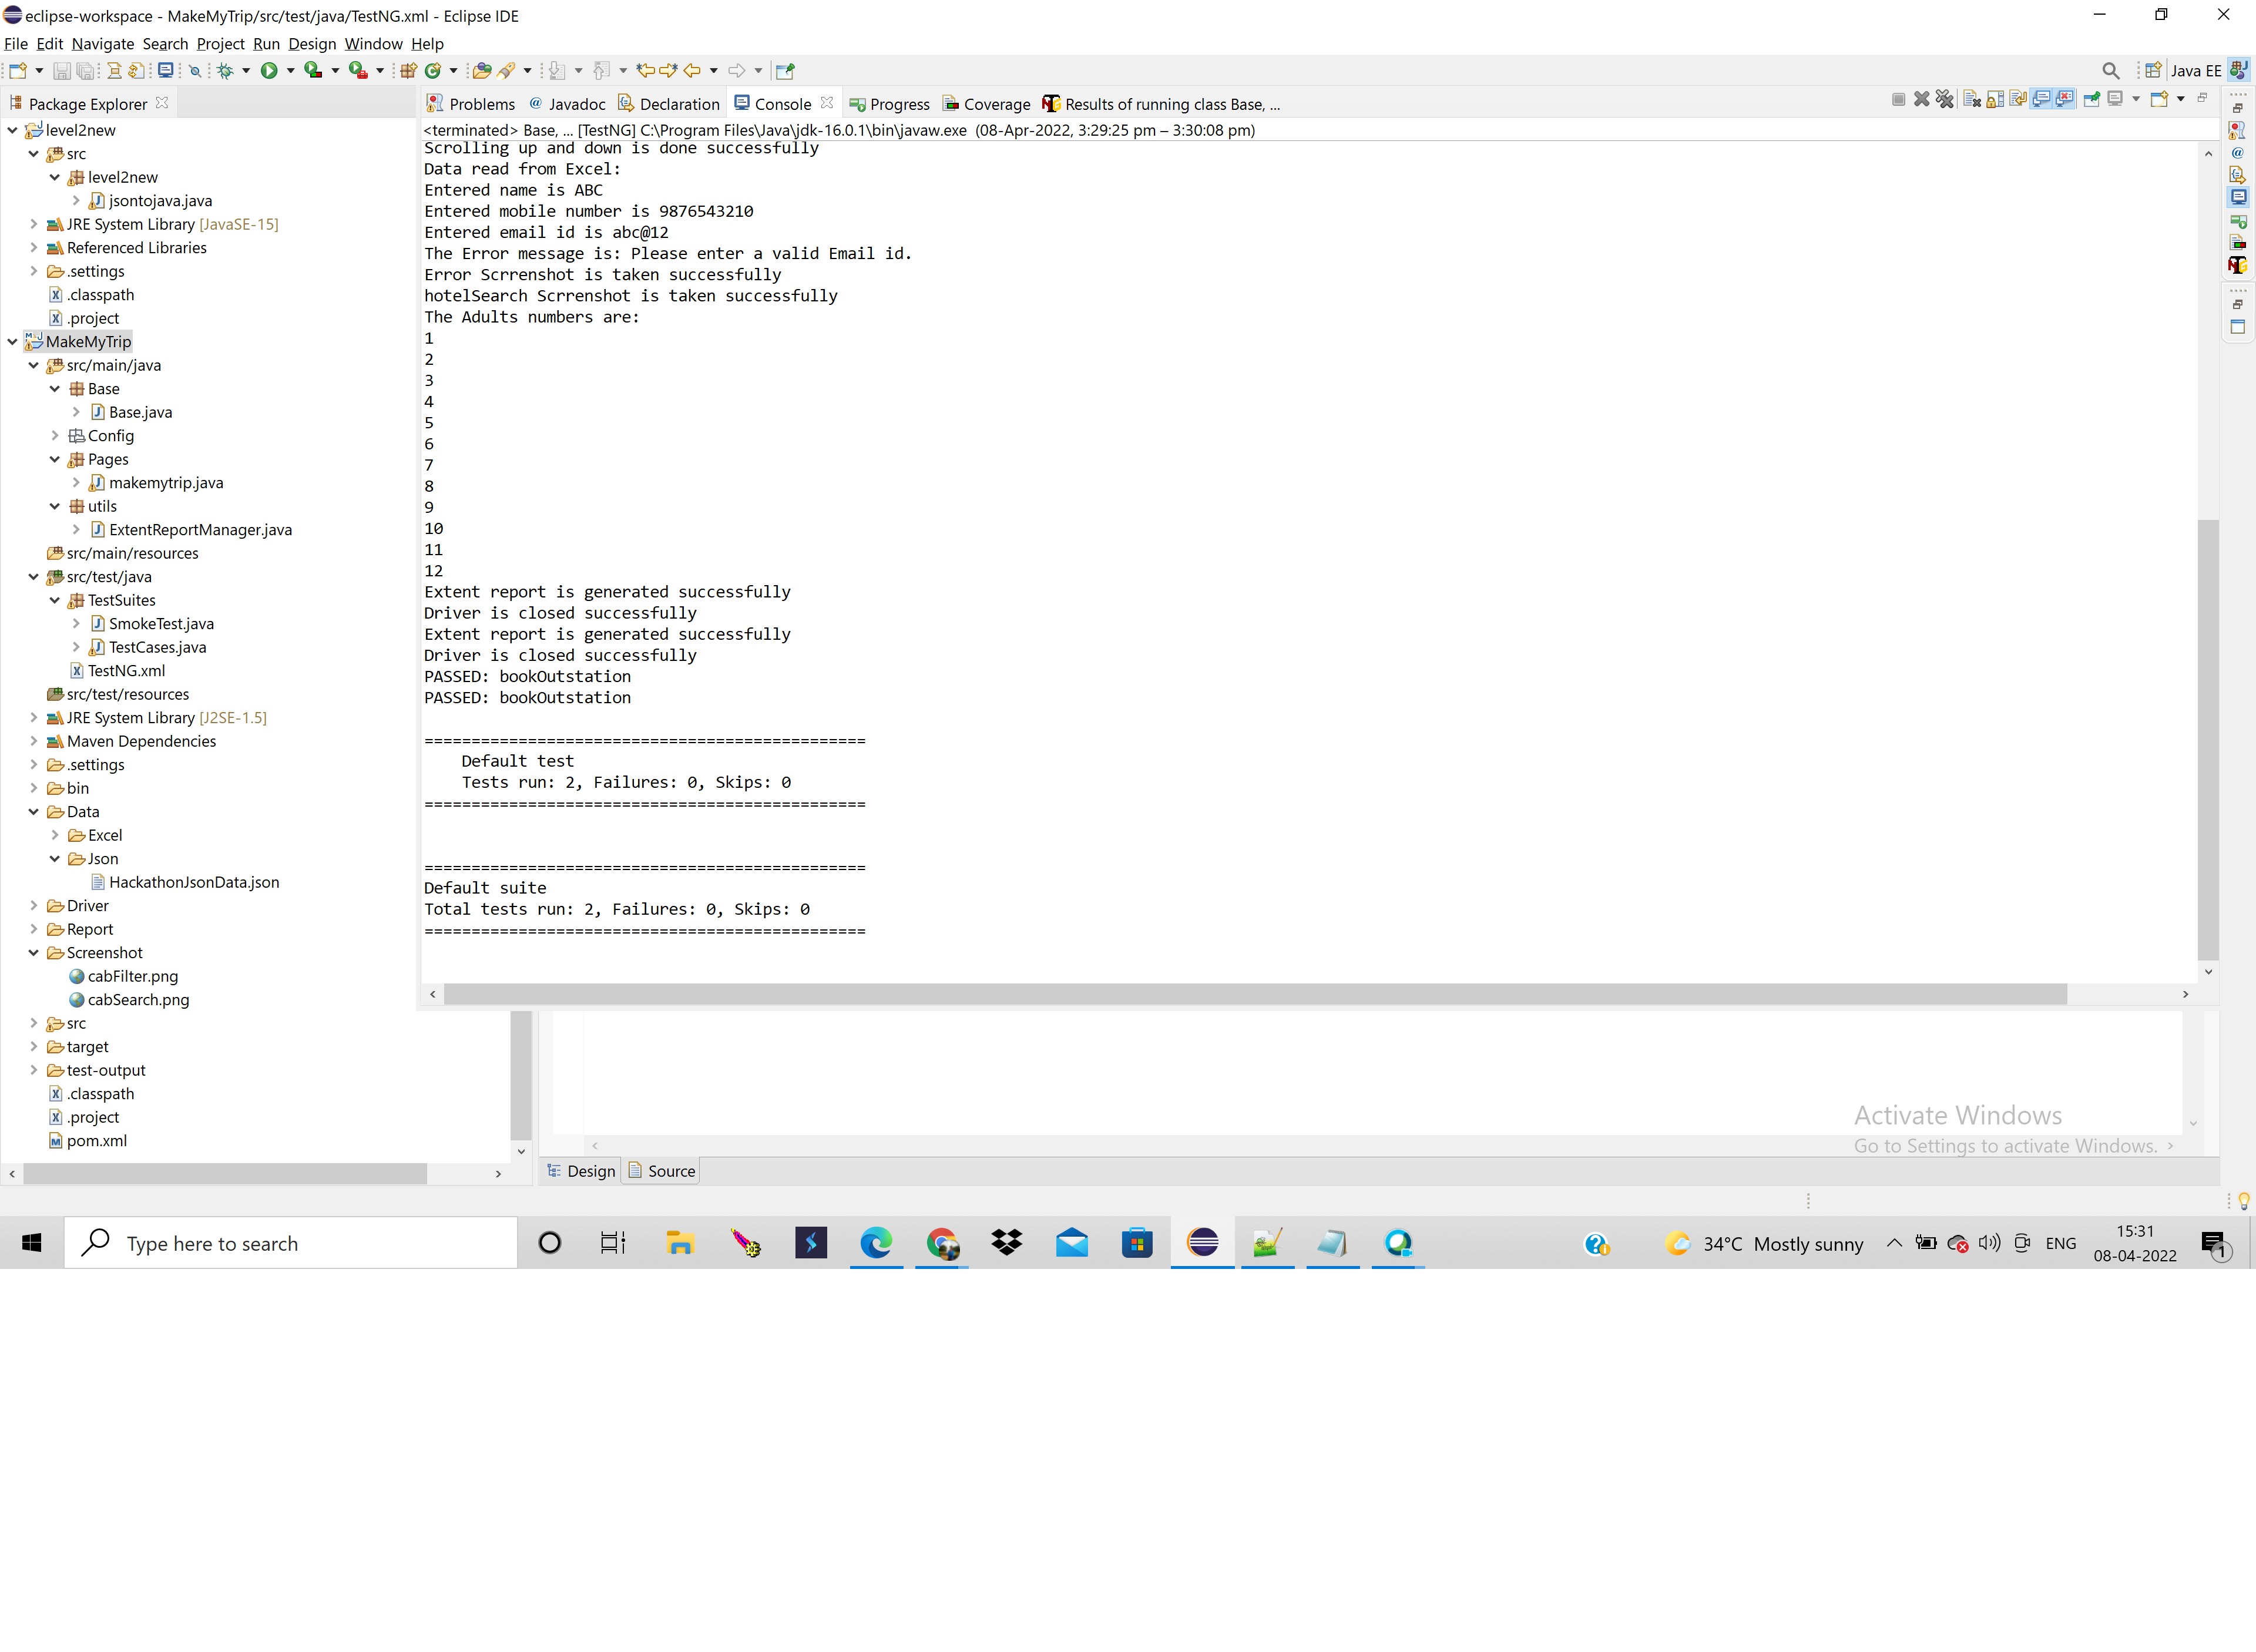 eclipse-workspace - MakeMyTrip/src/test/java/TestNG.xml - Eclipse IDE
File Edit Navigate Search Project Run Design Window Help
Java EE
Package Explorer
level2new
src
level2new
jsontojava.java
JRE System Library [JavaSE-15]
Referenced Libraries
.settings
.classpath
.project
MakeMyTrip
src/main/java
Base
Base.java
Config
Pages
makemytrip.java
utils
ExtentReportManager.java
src/main/resources
src/test/java
TestSuites
SmokeTest.java
TestCases.java
TestNG.xml
src/test/resources
JRE System Library [J2SE-1.5]
Maven Dependencies
.settings
bin
Data
Excel
Json
HackathonJsonData.json
Driver
Report
Screenshot
cabFilter.png
cabSearch.png
src
target
test-output
.classpath
.project
pom.xml
Problems @ Javadoc Declaration Console Progress Coverage Results of running class Base, ...
<terminated> Base, ... [TestNG] C:\Program Files\Java\jdk-16.0.1\bin\javaw.exe (08-Apr-2022, 3:29:25 pm – 3:30:08 pm)
Scrolling up and down is done successfully
Data read from Excel:
Entered name is ABC
Entered mobile number is 9876543210
Entered email id is abc@12
The Error message is: Please enter a valid Email id.
Error Scrrenshot is taken successfully
hotelSearch Scrrenshot is taken successfully
The Adults numbers are:
1
2
3
4
5
6
7
8
9
10
11
12
Extent report is generated successfully
Driver is closed successfully
Extent report is generated successfully
Driver is closed successfully
PASSED: bookOutstation
PASSED: bookOutstation
===============================================
Default test
Tests run: 2, Failures: 0, Skips: 0
===============================================
===============================================
Default suite
Total tests run: 2, Failures: 0, Skips: 0
===============================================
Activate Windows
Go to Settings to activate Windows.
Design Source
Type here to search
34°C Mostly sunny
ENG
15:31
08-04-2022
1